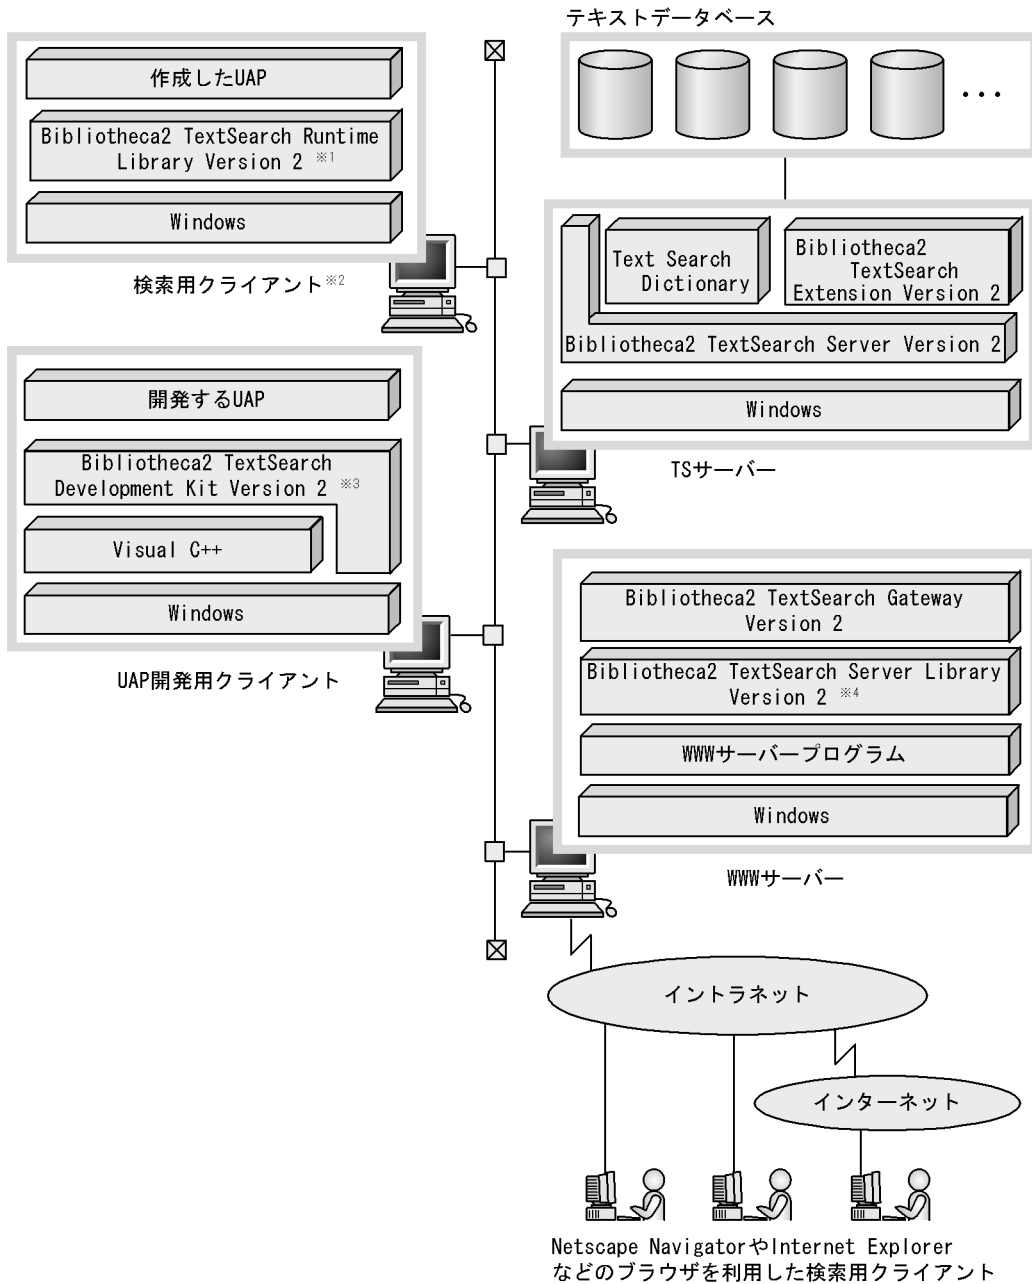 作成したUAP
Bibliotheca2 TextSearch Runtime
Library Version 2 ※1
Windows
検索用クライアント※2
開発するUAP
Bibliotheca2 TextSearch
Development Kit Version 2 ※3
Visual C++
Windows
UAP開発用クライアント
テキストデータベース
・・・
Text Search
Dictionary
Bibliotheca2
TextSearch
Extension Version 2
Bibliotheca2 TextSearch Server Version 2
Windows
TSサーバー
Bibliotheca2 TextSearch Gateway
Version 2
Bibliotheca2 TextSearch Server Library
Version 2 ※4
WWWサーバープログラム
Windows
WWWサーバー
イントラネット
インターネット
Netscape NavigatorやInternet Explorer
などのブラウザを利用した検索用クライアント